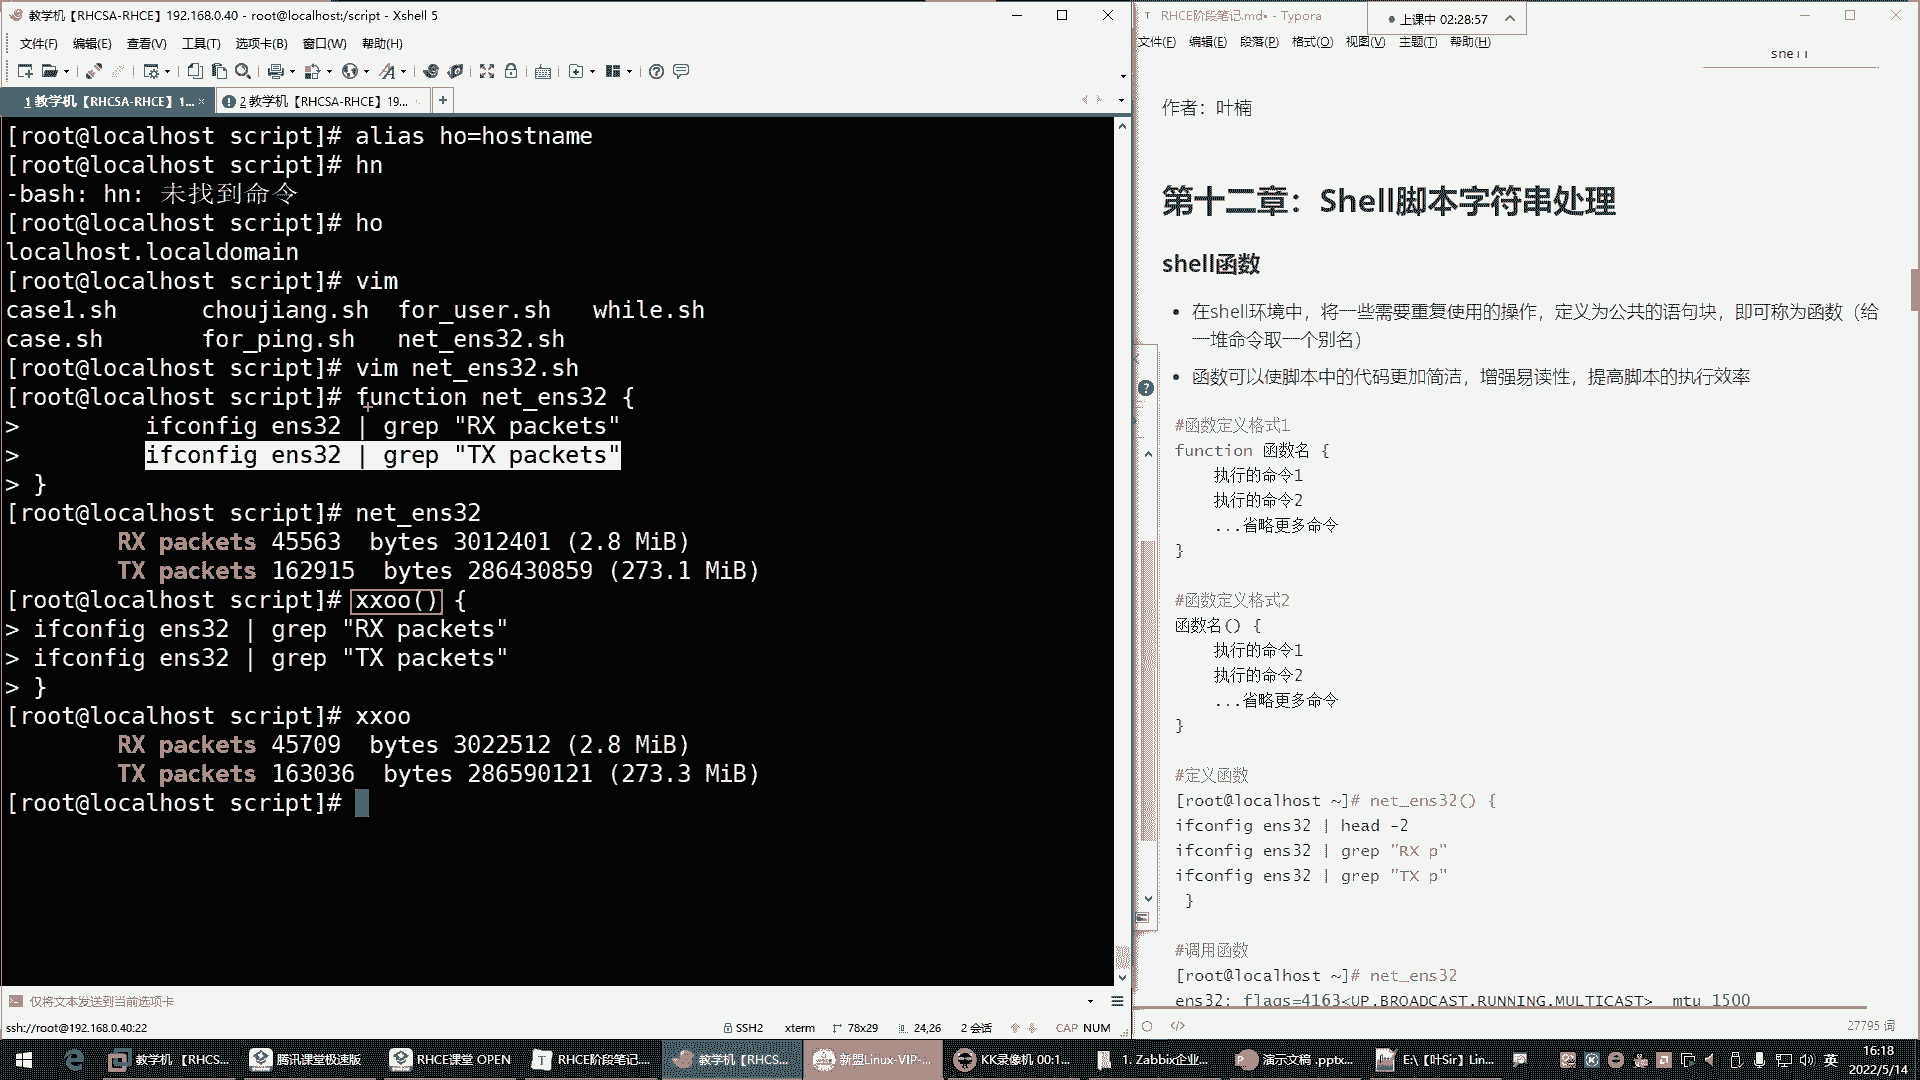 教学机【RHCSA-RHCE】192.168.0.40 - root@localhost:/script - Xshell 5
文件(F) 编辑(E) 查看(V) 工具(T) 选项卡(B) 窗口(W) 帮助(H)
1 教学机【RHCSA-RHCE】1...
2 教学机【RHCSA-RHCE】19...
[root@localhost script]# alias ho=hostname
[root@localhost script]# hn
-bash: hn: 未找到命令
[root@localhost script]# ho
localhost.localdomain
[root@localhost script]# vim
case1.sh choujiang.sh for_user.sh while.sh
case.sh for_ping.sh net_ens32.sh
[root@localhost script]# vim net_ens32.sh
[root@localhost script]# function net_ens32 {
> ifconfig ens32 | grep "RX packets"
> ifconfig ens32 | grep "TX packets"
> }
[root@localhost script]# net_ens32
RX packets 45563 bytes 3012401 (2.8 MiB)
TX packets 162915 bytes 286430859 (273.1 MiB)
[root@localhost script]# xxoo() {
> ifconfig ens32 | grep "RX packets"
> ifconfig ens32 | grep "TX packets"
> }
[root@localhost script]# xxoo
RX packets 45709 bytes 3022512 (2.8 MiB)
TX packets 163036 bytes 286590121 (273.3 MiB)
[root@localhost script]#
仅将文本发送到当前选项卡
ssh://root@192.168.0.40:22 SSH2 xterm 78x29 24,26 2 会话 CAP NUM
RHCE阶段笔记.md• - Typora
上课中 02:28:57
文件(F) 编辑(E) 段落(P) 格式(O) 视图(V) 主题(T) 帮助(H)
shell
作者：叶楠
第十二章：Shell脚本字符串处理
shell函数
• 在shell环境中，将一些需要重复使用的操作，定义为公共的语句块，即可称为函数（给
一堆命令取一个别名）
• 函数可以使脚本中的代码更加简洁，增强易读性，提高脚本的执行效率
#函数定义格式1
function 函数名 {
执行的命令1
执行的命令2
...省略更多命令
}
#函数定义格式2
函数名() {
执行的命令1
执行的命令2
...省略更多命令
}
#定义函数
[root@localhost ~]# net_ens32() {
ifconfig ens32 | head -2
ifconfig ens32 | grep "RX p"
ifconfig ens32 | grep "TX p"
}
#调用函数
[root@localhost ~]# net_ens32
ens32: flags=4163<UP,BROADCAST,RUNNING,MULTICAST> mtu 1500
27795 词
教学机【RHCS...
腾讯课堂极速版
RHCE课堂 OPEN
RHCE阶段笔记....
教学机【RHCS...
新盟Linux-VIP-...
KK录像机 00:1...
1. Zabbix企业...
演示文稿 .pptx...
E:\【叶Sir】Lin...
英
16:18
2022/5/14